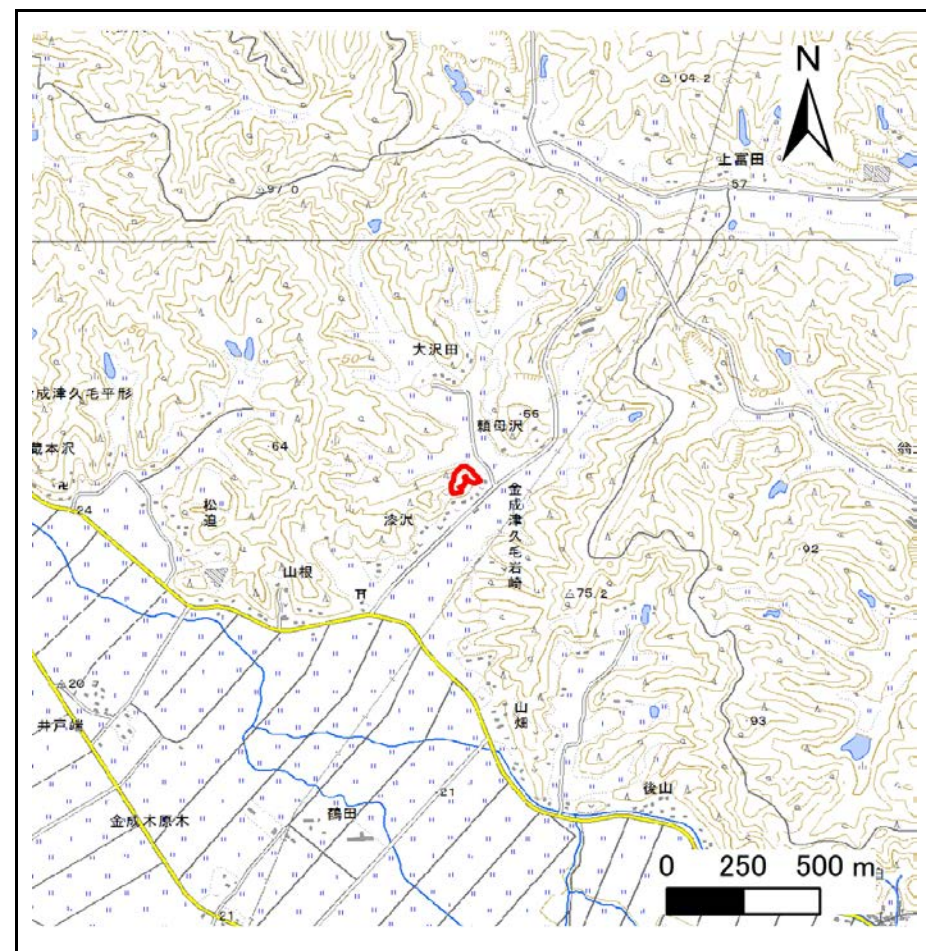 104.2
N
上富田
57
97.0
大沢田
50
成津久毛平形
66
頼母沢
蔵本沢
64
24
松迫
漆沢
金成津久毛岩崎
92
山根
75.2
20
井戸端
山畑
93
後山
21
鶴田
金成木原木
21
0 250 500 m